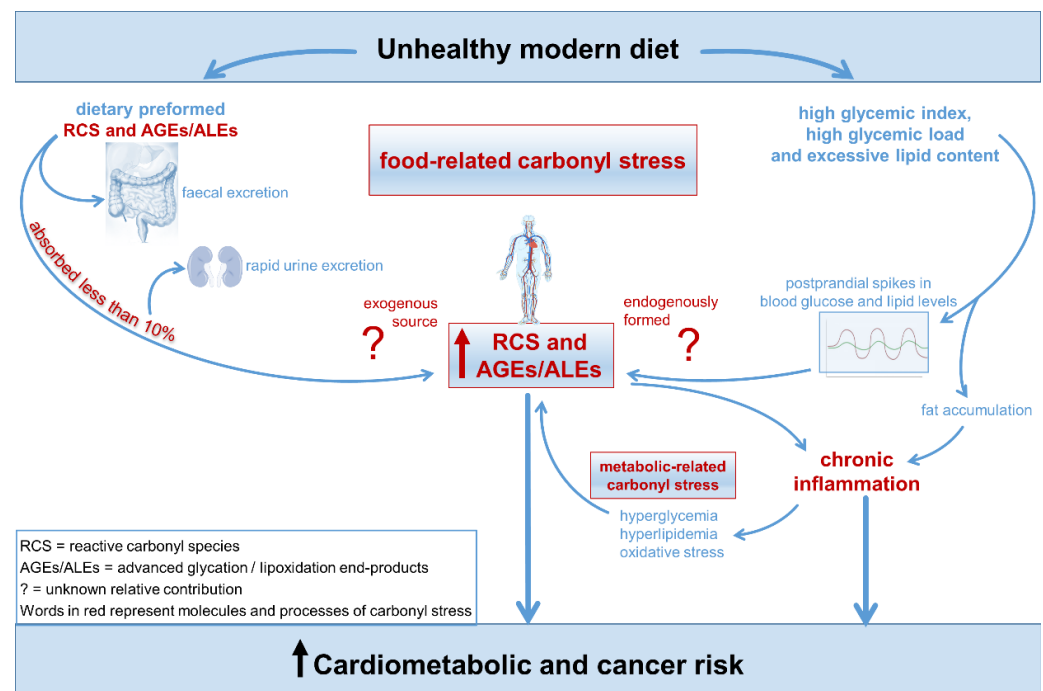 Unhealthy modern diet
dietary preformed
RCS and AGEs/ALEs
faecal excretion
absorbed less than 10%
rapid urine excretion
food-related carbonyl stress
high glycemic index,
high glycemic load
and excessive lipid content
exogenous
source
?
endogenously
formed
?
RCS and
AGEs/ALEs
postprandial spikes in
blood glucose and lipid levels
fat accumulation
chronic
inflammation
metabolic-related
carbonyl stress
hyperglycemia
hyperlipidemia
oxidative stress
RCS = reactive carbonyl species
AGEs/ALEs = advanced glycation / lipoxidation end-products
? = unknown relative contribution
Words in red represent molecules and processes of carbonyl stress
Cardiometabolic and cancer risk